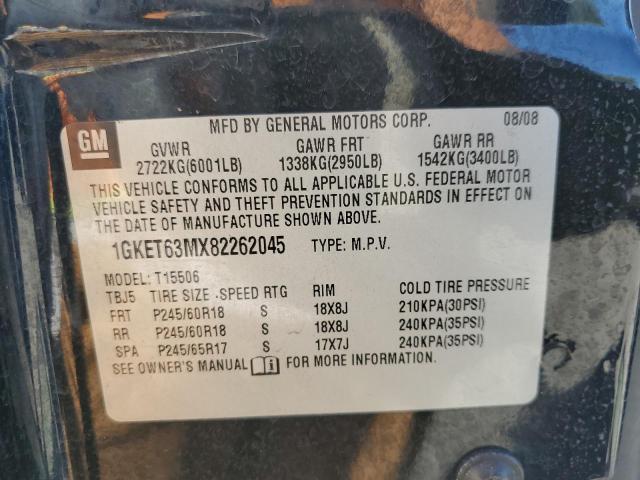 MFD BY GENERAL MOTORS CORP. 08/08
GM GVWR GAWR FRT GAWR RR
2722KG(6001LB) 1338KG(2950LB) 1542KG(3400LB)
THIS VEHICLE CONFORMS TO ALL APPLICABLE U.S. FEDERAL MOTOR
VEHICLE SAFETY AND THEFT PREVENTION STANDARDS IN EFFECT ON
THE DATE OF MANUFACTURE SHOWN ABOVE.
1GKET63MX82262045 TYPE: M.P.V.
MODEL: T15506
TBJ5 TIRE SIZE -SPEED RTG RIM COLD TIRE PRESSURE
FRT P245/60R18 S 18X8J 210KPA(30PSI)
RR P245/60R18 S 18X8J 240KPA(35PSI)
SPA P245/65R17 S 17X7J 240KPA(35PSI)
SEE OWNER'S MANUAL i FOR MORE INFORMATION.